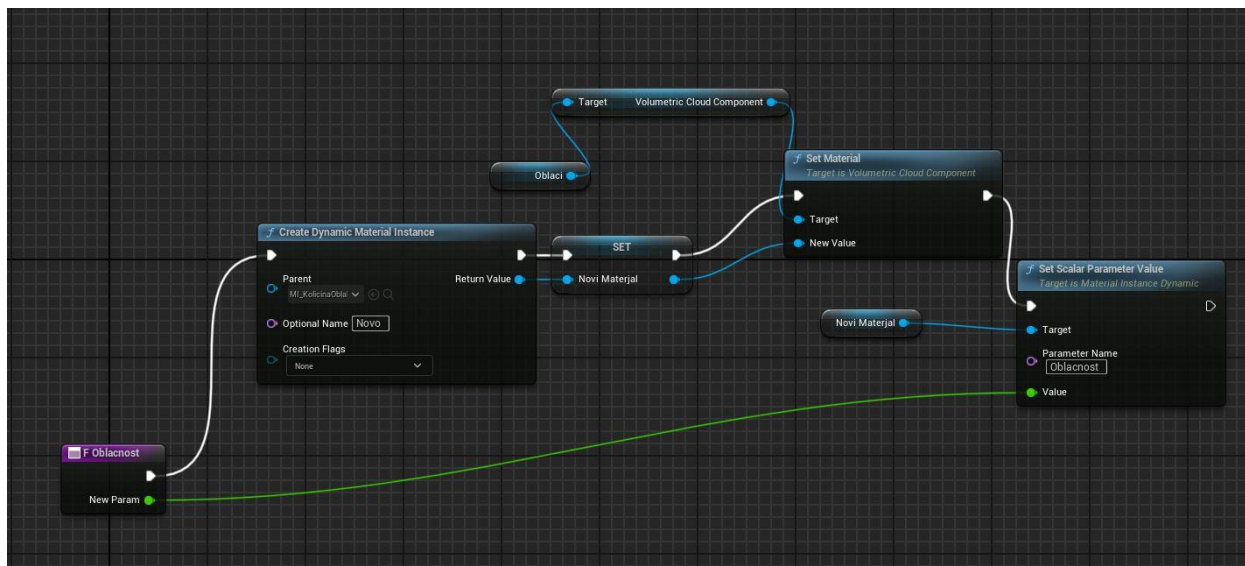 Target Volumetric Cloud Component
Oblaci
Set Material
Target is Volumetric Cloud Component
Target
New Value
Create Dynamic Material Instance
Parent
MI_KolicinaObla
Return Value
Optional Name Novo
Creation Flags
None
SET
Novi Materjal
Set Scalar Parameter Value
Target is Material Instance Dynamic
Target
Parameter Name
Oblacnost
Value
Novi Materjal
F Oblacnost
New Param